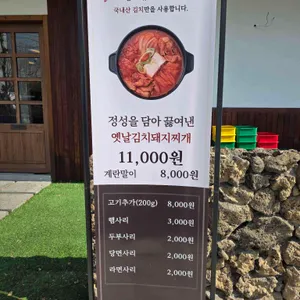 국내산 김치만을 사용합니다.
정성을 담아 끓여낸
옛날김치돼지찌개
11,000원
계란말이 8,000원
고기추가(200g) 8,000원
햄사리 3,000원
두부사리 2,000원
당면사리 2,000원
라면사리 2,000원